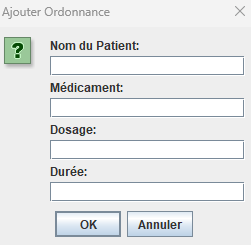 Ajouter Ordonnance
Nom du Patient:
Médicament:
Dosage:
Durée:
OK
Annuler